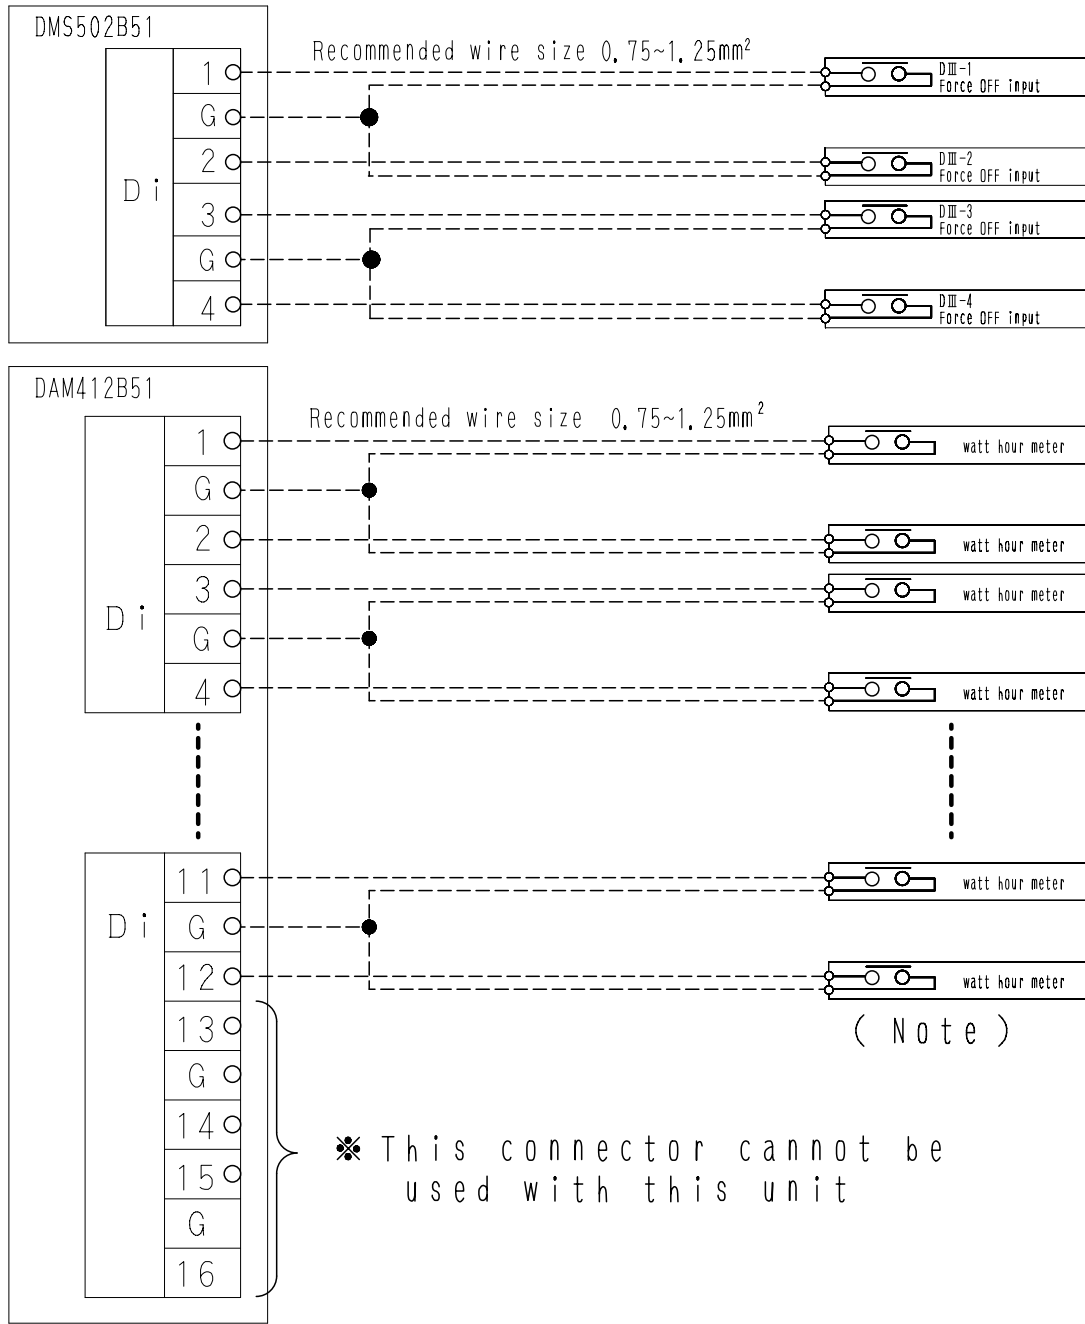 DMS502B51
Recommended wire size 0.75~1.25mm²
Di
1
G
2
3
G
4
DⅢ-1
Force OFF input
DⅢ-2
Force OFF input
DⅢ-3
Force OFF input
DⅢ-4
Force OFF input
DAM412B51
Recommended wire size 0.75~1.25mm²
Di
1
G
2
3
G
4
watt hour meter
watt hour meter
watt hour meter
watt hour meter
Di
11
G
12
13
G
14
15
G
16
watt hour meter
watt hour meter
(Note)
※ This connector cannot be
used with this unit